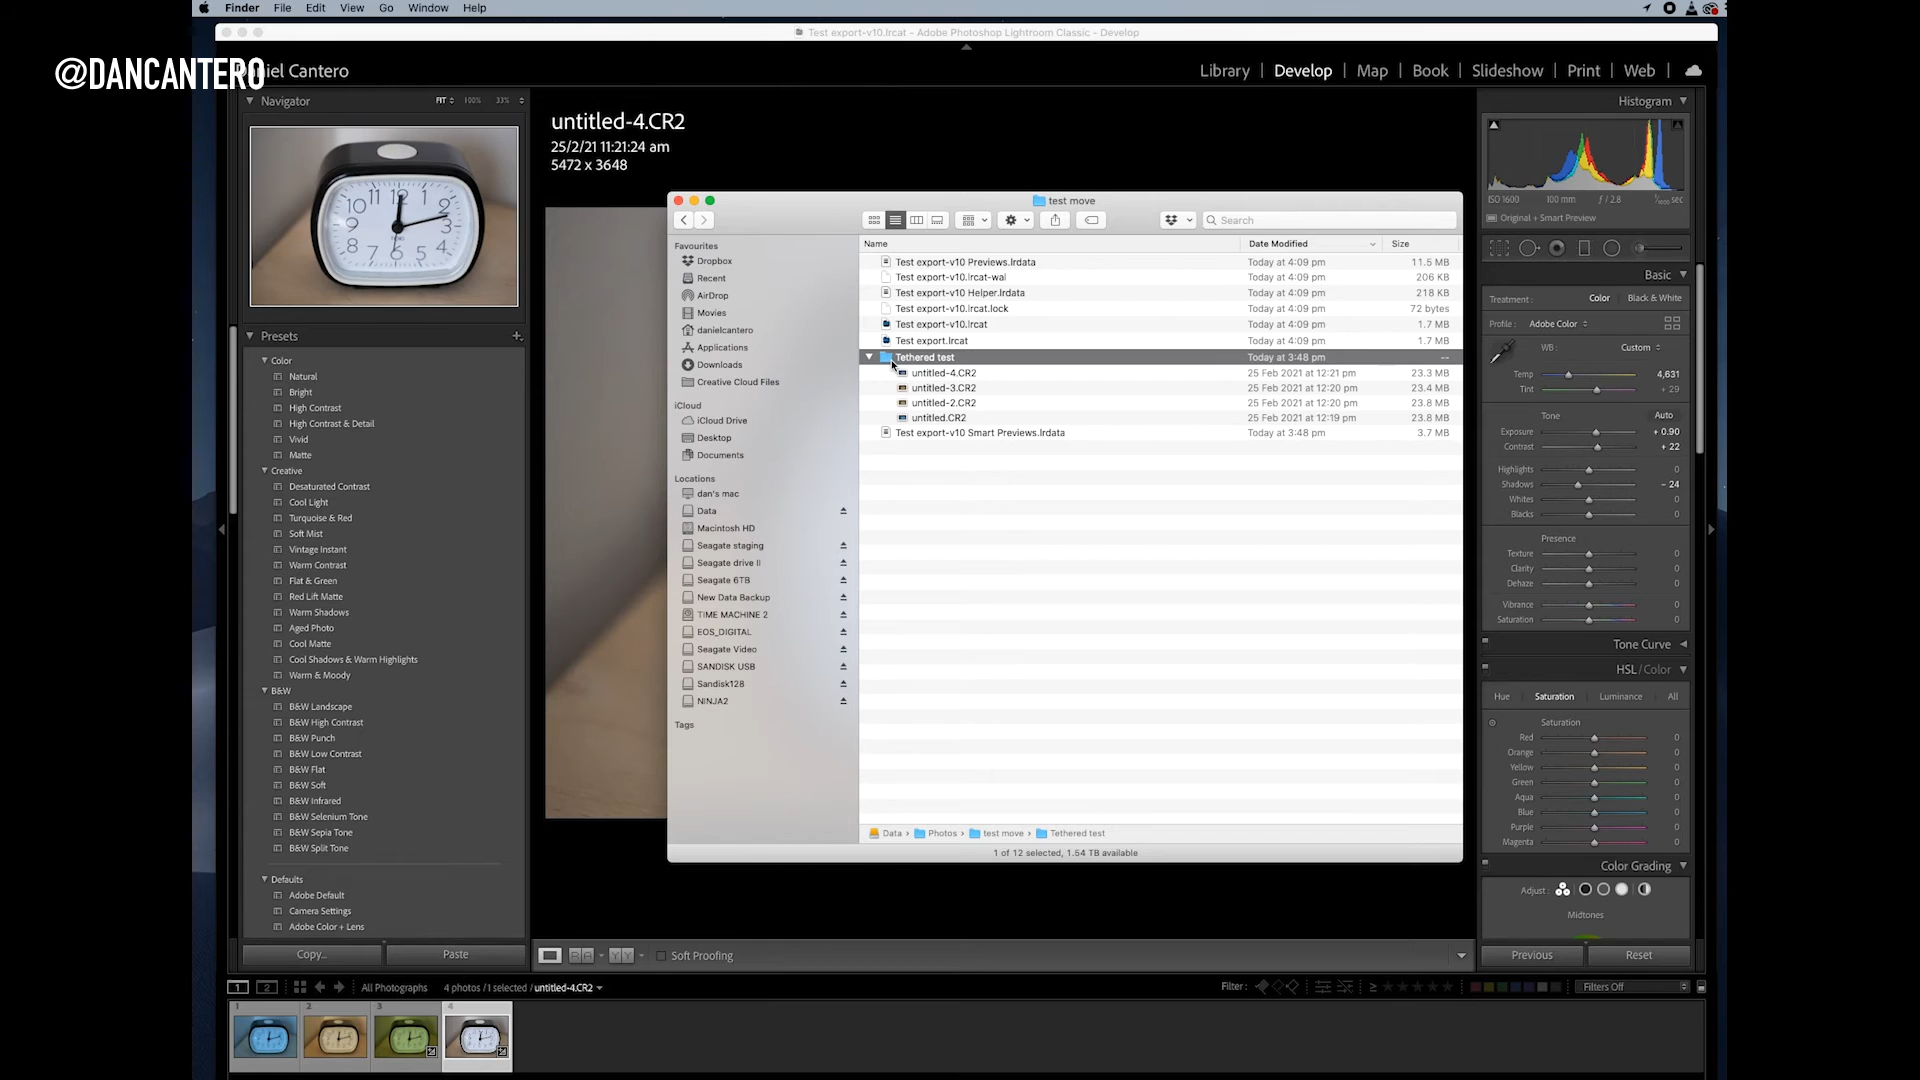 Finder File Edit View Go Window Help
Test export-v10.lrcat - Adobe Photoshop Lightroom Classic - Develop
@DANCANTERO
Daniel Cantero
Library | Develop | Map | Book | Slideshow | Print | Web
Navigator FIT 100% 33%
Presets
Color
Natural
Bright
High Contrast
High Contrast & Detail
Vivid
Matte
Creative
Desaturated Contrast
Cool Light
Turquoise & Red
Soft Mist
Vintage Instant
Warm Contrast
Flat & Green
Red Lift Matte
Warm Shadows
Aged Photo
Cool Matte
Cool Shadows & Warm Highlights
Warm & Moody
B&W
B&W Landscape
B&W High Contrast
B&W Punch
B&W Low Contrast
B&W Flat
B&W Soft
B&W Infrared
B&W Selenium Tone
B&W Sepia Tone
B&W Split Tone
Defaults
Adobe Default
Camera Settings
Adobe Color + Lens
Copy... Paste
untitled-4.CR2
25/2/21 11:21:24 am
5472 x 3648
test move
Search
Favourites
Dropbox
Recent
AirDrop
Movies
danielcantero
Applications
Downloads
Creative Cloud Files
iCloud
iCloud Drive
Desktop
Documents
Locations
dan's mac
Data
Macintosh HD
Seagate staging
Seagate drive II
Seagate 6TB
New Data Backup
TIME MACHINE 2
EOS_DIGITAL
Seagate Video
SANDISK USB
Sandisk128
NINJA2
Tags
Name Date Modified Size
Test export-v10 Previews.lrdata Today at 4:09 pm 11.5 MB
Test export-v10.lrcat-wal Today at 4:09 pm 206 KB
Test export-v10 Helper.lrdata Today at 4:09 pm 218 KB
Test export-v10.lrcat.lock Today at 4:09 pm 72 bytes
Test export-v10.lrcat Today at 4:09 pm 1.7 MB
Test export.lrcat Today at 4:09 pm 1.7 MB
Tethered test Today at 3:48 pm --
untitled-4.CR2 25 Feb 2021 at 12:21 pm 23.3 MB
untitled-3.CR2 25 Feb 2021 at 12:20 pm 23.4 MB
untitled-2.CR2 25 Feb 2021 at 12:20 pm 23.8 MB
untitled.CR2 25 Feb 2021 at 12:19 pm 23.8 MB
Test export-v10 Smart Previews.lrdata Today at 3:48 pm 3.7 MB
Data › Photos › test move › Tethered test
1 of 12 selected, 1.54 TB available
Histogram
ISO 1600 100 mm f / 2.8
Original + Smart Preview
Basic
Treatment : Color Black & White
Profile : Adobe Color
WB : Custom
Temp 4,631
Tint + 29
Tone Auto
Exposure + 0.90
Contrast + 22
Highlights 0
Shadows - 24
Whites 0
Blacks 0
Presence
Texture 0
Clarity 0
Dehaze 0
Vibrance 0
Saturation 0
Tone Curve
HSL / Color
Hue Saturation Luminance All
Saturation
Red 0
Orange 0
Yellow 0
Green 0
Aqua 0
Blue 0
Purple 0
Magenta 0
Color Grading
Adjust :
Midtones
Previous Reset
Soft Proofing
1 2 All Photographs 4 photos / 1 selected / untitled-4.CR2
Filter : Filters Off
1 2 3 4